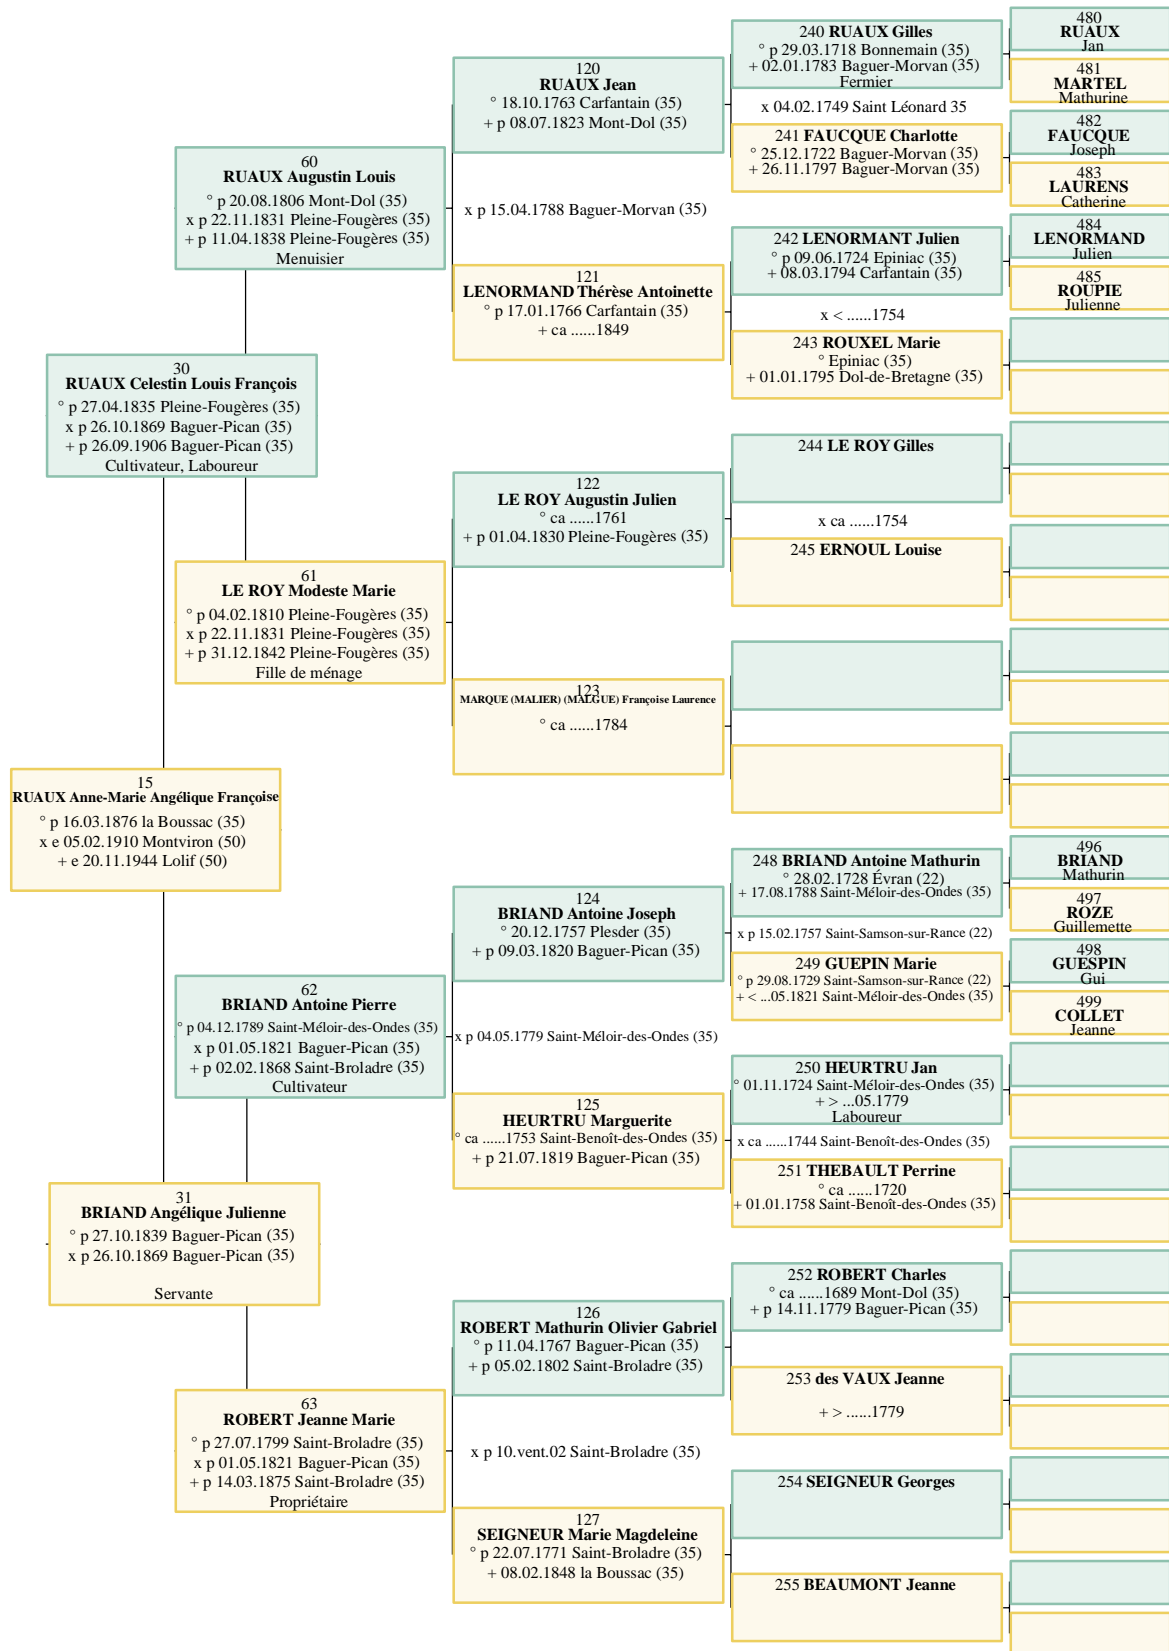 15
RUAUX Anne-Marie Angélique Françoise
° p 16.03.1876 la Boussac (35)
x e 05.02.1910 Montviron (50)
+ e 20.11.1944 Lolif (50)
30
RUAUX Celestin Louis François
° p 27.04.1835 Pleine-Fougères (35)
x p 26.10.1869 Baguer-Pican (35)
+ p 26.09.1906 Baguer-Pican (35)
Cultivateur, Laboureur
31
BRIAND Angélique Julienne
° p 27.10.1839 Baguer-Pican (35)
x p 26.10.1869 Baguer-Pican (35)
Servante
60
RUAUX Augustin Louis
° p 20.08.1806 Mont-Dol (35)
x p 22.11.1831 Pleine-Fougères (35)
+ p 11.04.1838 Pleine-Fougères (35)
Menuisier
61
LE ROY Modeste Marie
° p 04.02.1810 Pleine-Fougères (35)
x p 22.11.1831 Pleine-Fougères (35)
+ p 31.12.1842 Pleine-Fougères (35)
Fille de ménage
62
BRIAND Antoine Pierre
° p 04.12.1789 Saint-Méloir-des-Ondes (35)
x p 01.05.1821 Baguer-Pican (35)
+ p 02.02.1868 Saint-Broladre (35)
Cultivateur
63
ROBERT Jeanne Marie
° p 27.07.1799 Saint-Broladre (35)
x p 01.05.1821 Baguer-Pican (35)
+ p 14.03.1875 Saint-Broladre (35)
Propriétaire
120
RUAUX Jean
° 18.10.1763 Carfantain (35)
+ p 08.07.1823 Mont-Dol (35)
x p 15.04.1788 Baguer-Morvan (35)
121
LENORMAND Thérèse Antoinette
° p 17.01.1766 Carfantain (35)
+ ca ......1849
122
LE ROY Augustin Julien
° ca ......1761
+ p 01.04.1830 Pleine-Fougères (35)
123
MARQUE (MALIER) (MALGUE) Françoise Laurence
° ca ......1784
124
BRIAND Antoine Joseph
° 20.12.1757 Plesder (35)
+ p 09.03.1820 Baguer-Pican (35)
x p 04.05.1779 Saint-Méloir-des-Ondes (35)
125
HEURTRU Marguerite
° ca ......1753 Saint-Benoît-des-Ondes (35)
+ p 21.07.1819 Baguer-Pican (35)
126
ROBERT Mathurin Olivier Gabriel
° p 11.04.1767 Baguer-Pican (35)
+ p 05.02.1802 Saint-Broladre (35)
x p 10.vent.02 Saint-Broladre (35)
127
SEIGNEUR Marie Magdeleine
° p 22.07.1771 Saint-Broladre (35)
+ 08.02.1848 la Boussac (35)
240 RUAUX Gilles
° p 29.03.1718 Bonnemain (35)
+ 02.01.1783 Baguer-Morvan (35)
Fermier
x 04.02.1749 Saint Léonard 35
241 FAUCQUE Charlotte
° 25.12.1722 Baguer-Morvan (35)
+ 26.11.1797 Baguer-Morvan (35)
242 LENORMANT Julien
° p 09.06.1724 Epiniac (35)
+ 08.03.1794 Carfantain (35)
x < ......1754
243 ROUXEL Marie
° Epiniac (35)
+ 01.01.1795 Dol-de-Bretagne (35)
244 LE ROY Gilles
x ca ......1754
245 ERNOUL Louise
248 BRIAND Antoine Mathurin
° 28.02.1728 Évran (22)
+ 17.08.1788 Saint-Méloir-des-Ondes (35)
x p 15.02.1757 Saint-Samson-sur-Rance (22)
249 GUEPIN Marie
° p 29.08.1729 Saint-Samson-sur-Rance (22)
+ < ...05.1821 Saint-Méloir-des-Ondes (35)
250 HEURTRU Jan
° 01.11.1724 Saint-Méloir-des-Ondes (35)
+ > ...05.1779
Laboureur
x ca ......1744 Saint-Benoît-des-Ondes (35)
251 THEBAULT Perrine
° ca ......1720
+ 01.01.1758 Saint-Benoît-des-Ondes (35)
252 ROBERT Charles
° ca ......1689 Mont-Dol (35)
+ p 14.11.1779 Baguer-Pican (35)
253 des VAUX Jeanne
+ > ......1779
254 SEIGNEUR Georges
255 BEAUMONT Jeanne
480
RUAUX
Jan
481
MARTEL
Mathurine
482
FAUCQUE
Joseph
483
LAURENS
Catherine
484
LENORMAND
Julien
485
ROUPIE
Julienne
496
BRIAND
Mathurin
497
ROZE
Guillemette
498
GUESPIN
Gui
499
COLLET
Jeanne